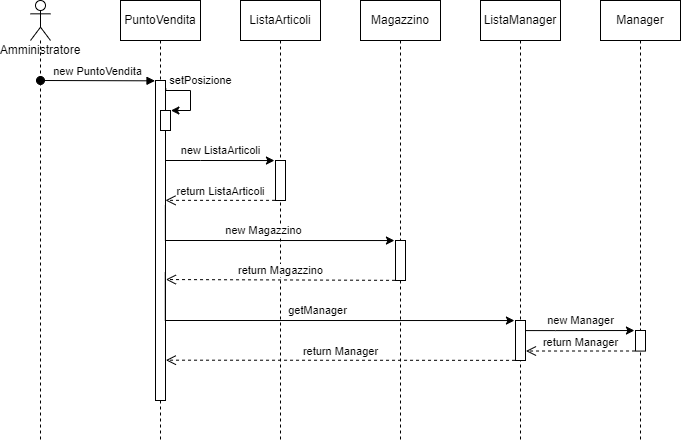 PuntoVendita
ListaArticoli
Magazzino
ListaManager
Manager
Amministratore
new PuntoVendita
setPosizione
new ListaArticoli
return ListaArticoli
new Magazzino
return Magazzino
getManager
new Manager
return Manager
return Manager